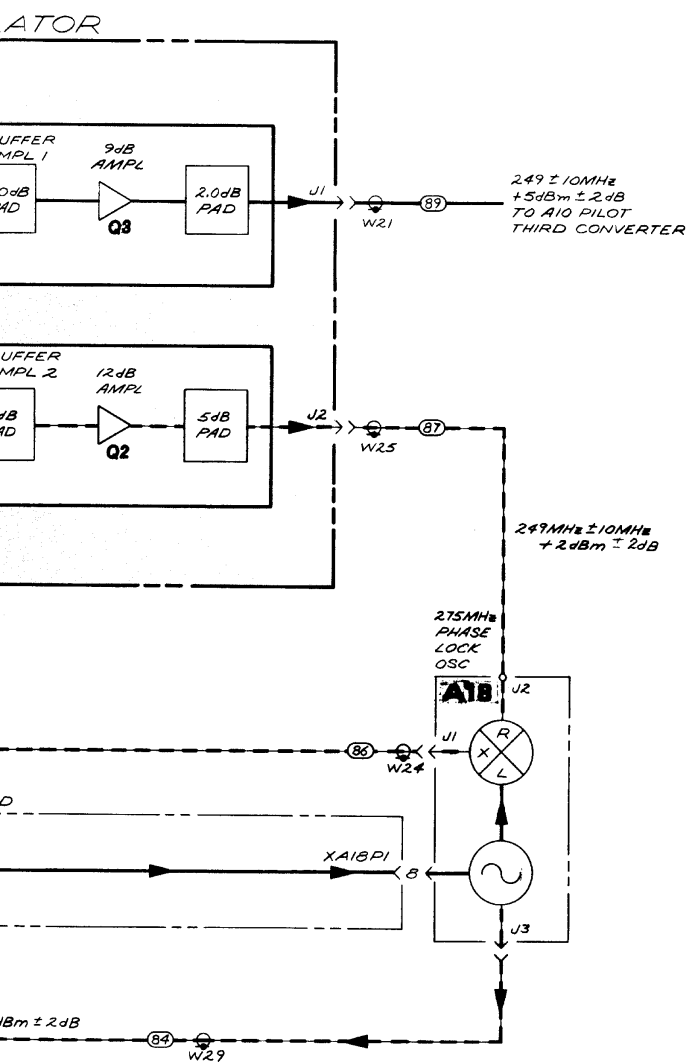 ATOR
UFFER
MPL 1
9dB
AMPL
0dB
PAD
Q3
2.0dB
PAD
J1
W21
89
249 ± 10MHz
+5dBm ± 2dB
TO A10 PILOT
THIRD CONVERTER
UFFER
MPL 2
12dB
AMPL
dB
AD
Q2
5dB
PAD
J2
W25
87
249MHz ± 10MHz
+2dBm ± 2dB
275MHz
PHASE
LOCK
OSC
A18
J2
J1
R
X
L
86
W24
D
XA18P1
8
J3
dBm ± 2dB
84
W29